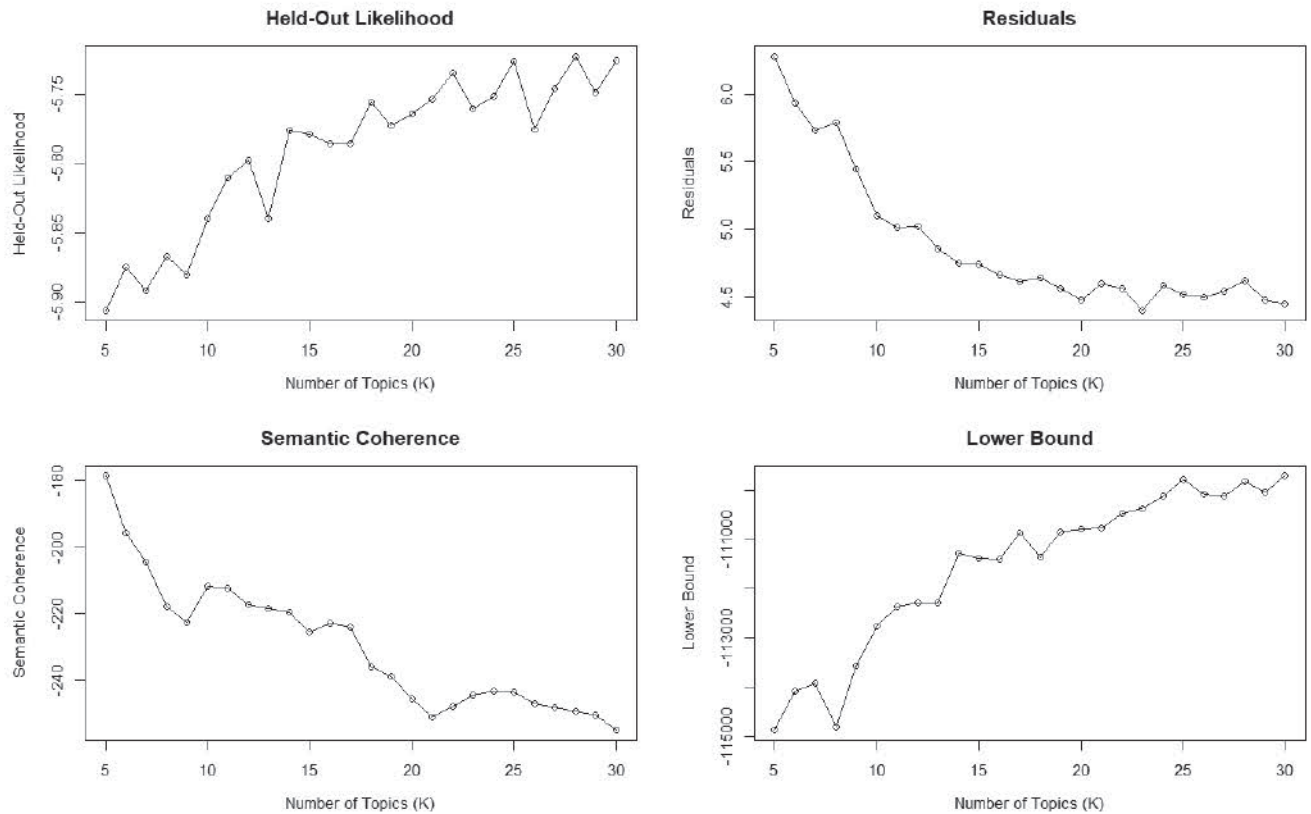 Held-Out Likelihood
Held-Out Likelihood
-5.75
-5.80
-5.85
-5.90
5 10 15 20 25 30
Number of Topics (K)
Residuals
Residuals
6.0
5.5
5.0
4.5
5 10 15 20 25 30
Number of Topics (K)
Semantic Coherence
Semantic Coherence
-180
-200
-220
-240
5 10 15 20 25 30
Number of Topics (K)
Lower Bound
Lower Bound
-111000
-113000
-115000
5 10 15 20 25 30
Number of Topics (K)